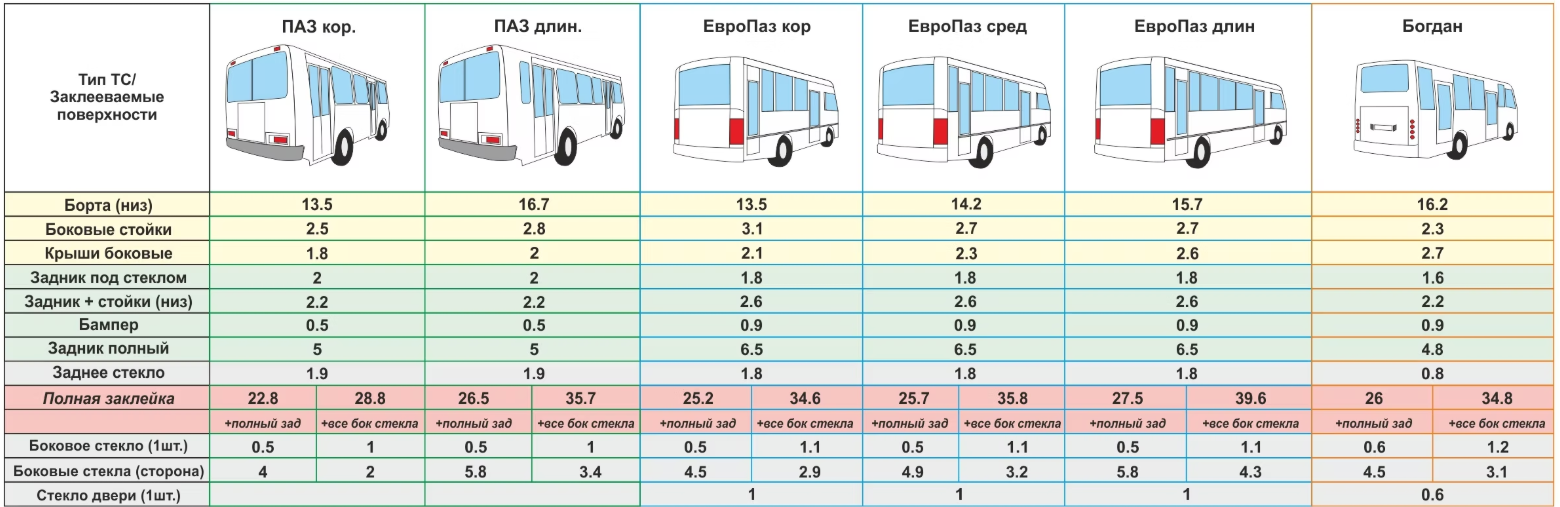 Тип ТС/
Заклееваемые
поверхности
ПАЗ кор.
ПАЗ длин.
ЕвроПаз кор
ЕвроПаз сред
ЕвроПаз длин
Богдан
Борта (низ) 13.5 16.7 13.5 14.2 15.7 16.2
Боковые стойки 2.5 2.8 3.1 2.7 2.7 2.3
Крыши боковые 1.8 2 2.1 2.3 2.6 2.7
Задник под стеклом 2 2 1.8 1.8 1.8 1.6
Задник + стойки (низ) 2.2 2.2 2.6 2.6 2.6 2.2
Бампер 0.5 0.5 0.9 0.9 0.9 0.9
Задник полный 5 5 6.5 6.5 6.5 4.8
Заднее стекло 1.9 1.9 1.8 1.8 1.8 0.8
Полная заклейка 22.8 28.8 26.5 35.7 25.2 34.6 25.7 35.8 27.5 39.6 26 34.8
+полный зад +все бок стекла +полный зад +все бок стекла +полный зад +все бок стекла +полный зад +все бок стекла +полный зад +все бок стекла +полный зад +все бок стекла
Боковое стекло (1шт.) 0.5 1 0.5 1 0.5 1.1 0.5 1.1 0.5 1.1 0.6 1.2
Боковые стекла (сторона) 4 2 5.8 3.4 4.5 2.9 4.9 3.2 5.8 4.3 4.5 3.1
Стекло двери (1шт.) 1 1 1 0.6